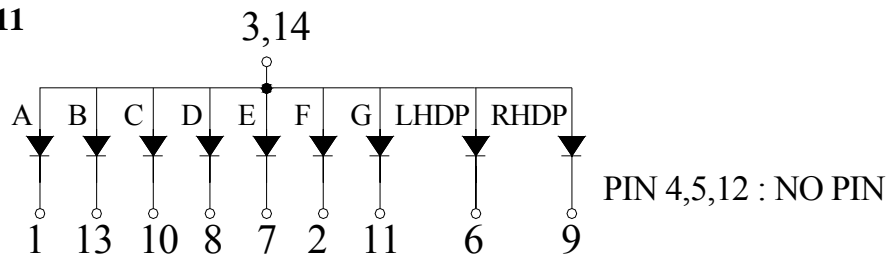 11
3,14
A B C D E F G LHDP RHDP
PIN 4,5,12 : NO PIN
1 13 10 8 7 2 11 6 9